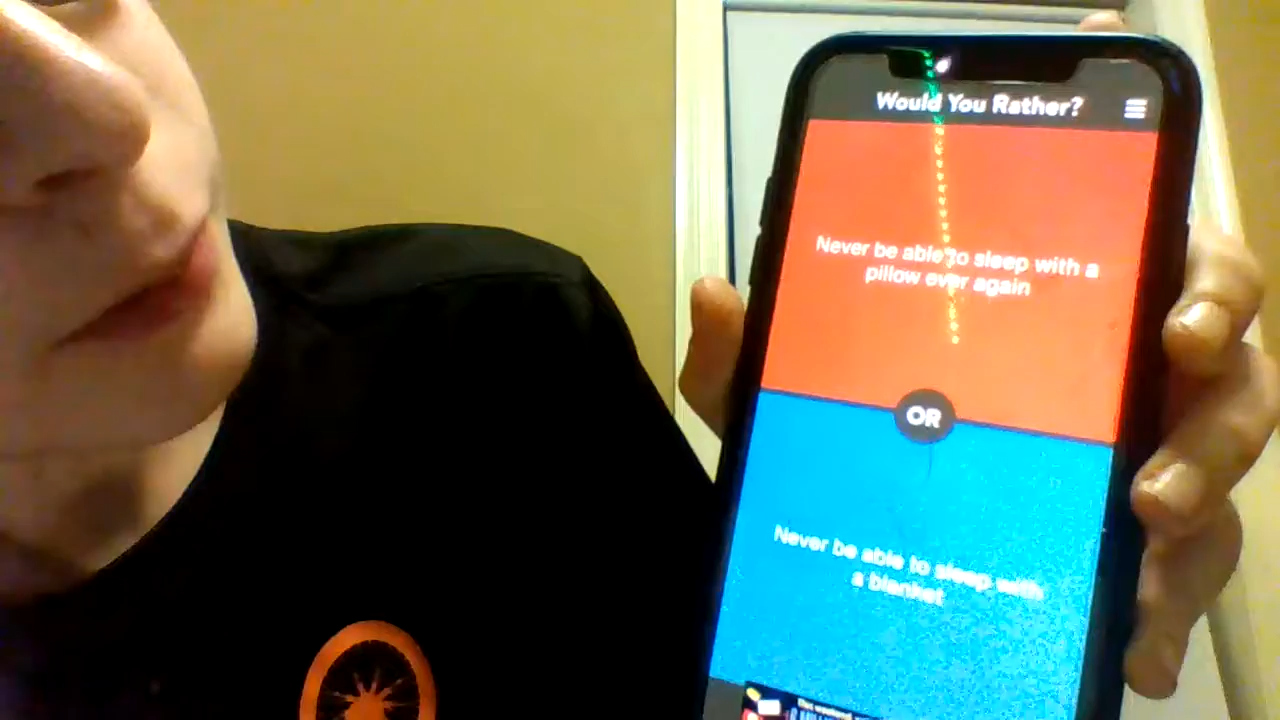 Would You Rather?
Never be able to sleep with a
pillow ever again
OR
Never be able to sleep with
a blanket